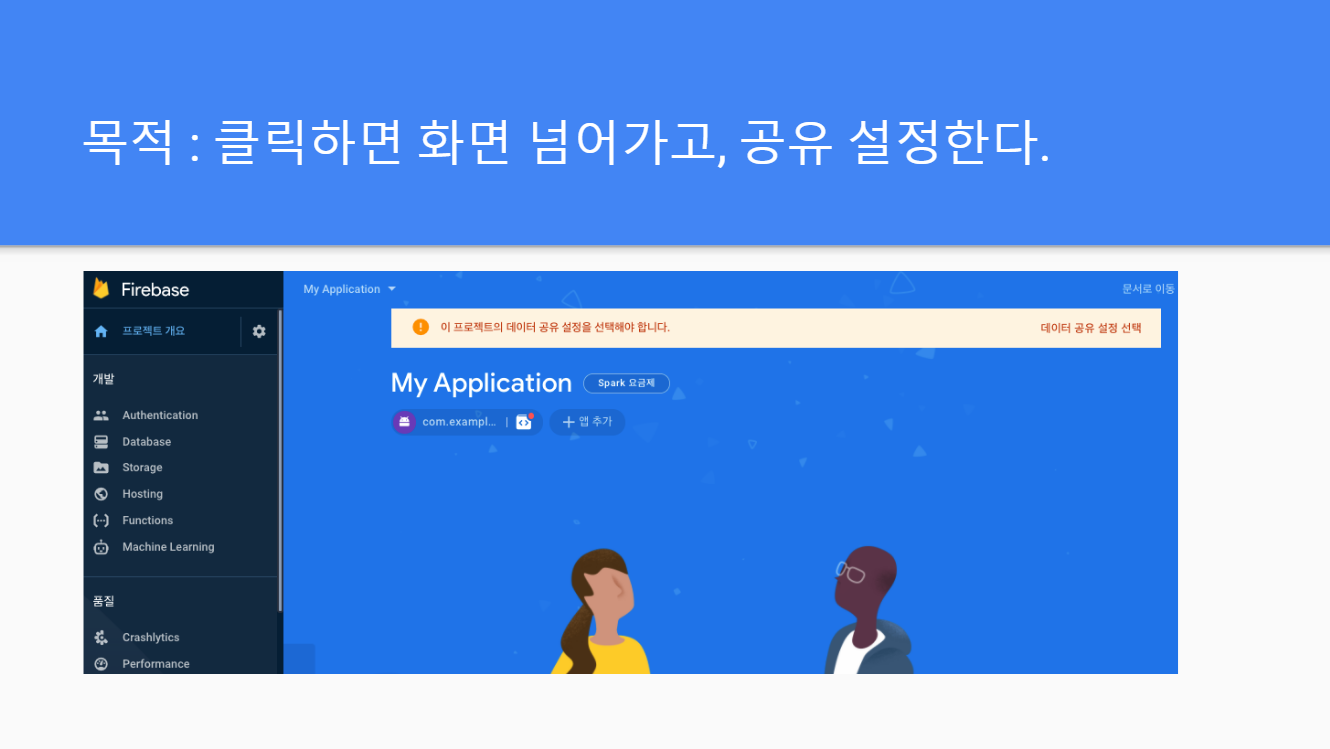 목적 : 클릭하면 화면 넘어가고, 공유 설정한다.
Firebase
프로젝트 개요
개발
Authentication
Database
Storage
Hosting
Functions
Machine Learning
품질
Crashlytics
Performance
My Application
문서로 이동
이 프로젝트의 데이터 공유 설정을 선택해야 합니다.
데이터 공유 설정 선택
My Application
Spark 요금제
com.exampl...
앱 추가